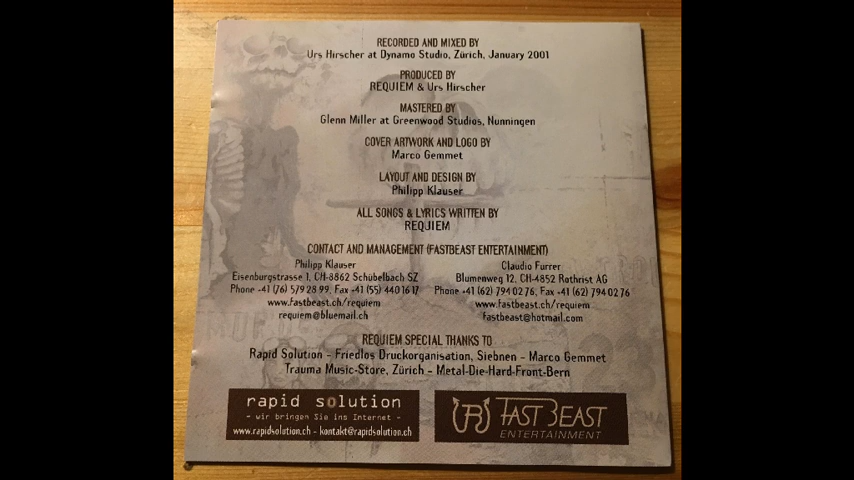 RECORDED AND MIXED BY
Urs Hirscher at Dynamo Studio, Zürich, January 2001
PRODUCED BY
REQUIEM & Urs Hirscher
MASTERED BY
Glenn Miller at Greenwood Studios, Nunningen
COVER ARTWORK AND LOGO BY
Marco Gemmet
LAYOUT AND DESIGN BY
Philipp Klauser
ALL SONGS & LYRICS WRITTEN BY
REQUIEM
CONTACT AND MANAGEMENT (FASTBEAST ENTERTAINMENT)
Philipp Klauser
Eisenburgstrasse 1, CH-8862 Schübelbach SZ
Phone +41 (76) 579 28 99, Fax +41 (55) 440 16 17
www.fastbeast.ch/requiem
requiem@bluemail.ch
Claudio Furrer
Blumenweg 12, CH-4852 Rothrist AG
Phone +41 (62) 794 02 76, Fax +41 (62) 794 02 76
www.fastbeast.ch/requiem
fastbeast@hotmail.com
REQUIEM SPECIAL THANKS TO
Rapid Solution - Friedlos Druckorganisation, Siebnen - Marco Gemmet
Trauma Music-Store, Zürich - Metal-Die-Hard-Front-Bern
rapid solution
- wir bringen Sie ins Internet -
www.rapidsolution.ch - kontakt@rapidsolution.ch
FAST BEAST
ENTERTAINMENT